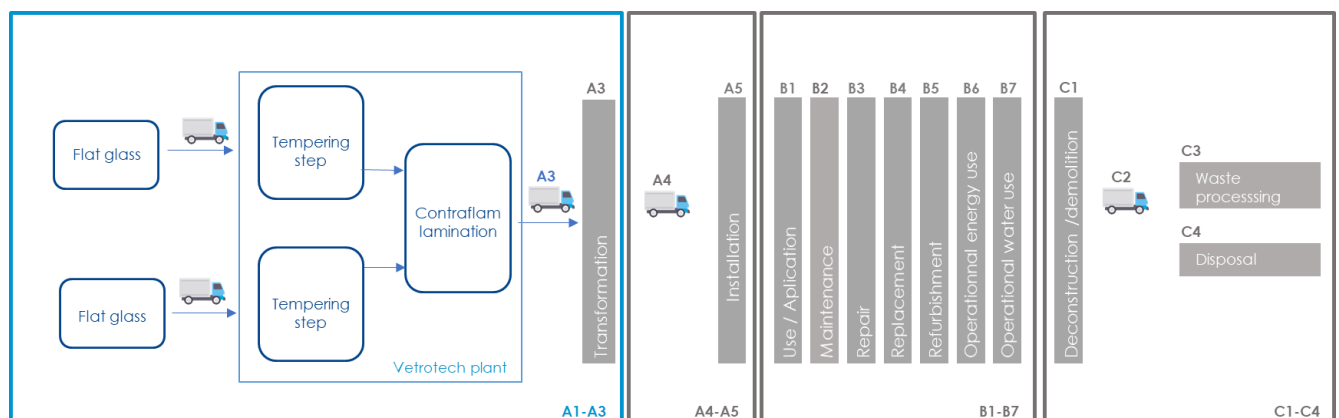 Flat glass
Flat glass
Tempering
step
Tempering
step
Contraflam
lamination
Vetrotech plant
A3
A3
Transformation
A1-A3
A4
A5
Installation
A4-A5
B1
Use / Aplication
B2
Maintenance
B3
Repair
B4
Replacement
B5
Refurbishment
B6
Operationnal energy use
B7
Operational water use
B1-B7
C1
Deconstruction /demolition
C2
C3
Waste
processsing
C4
Disposal
C1-C4